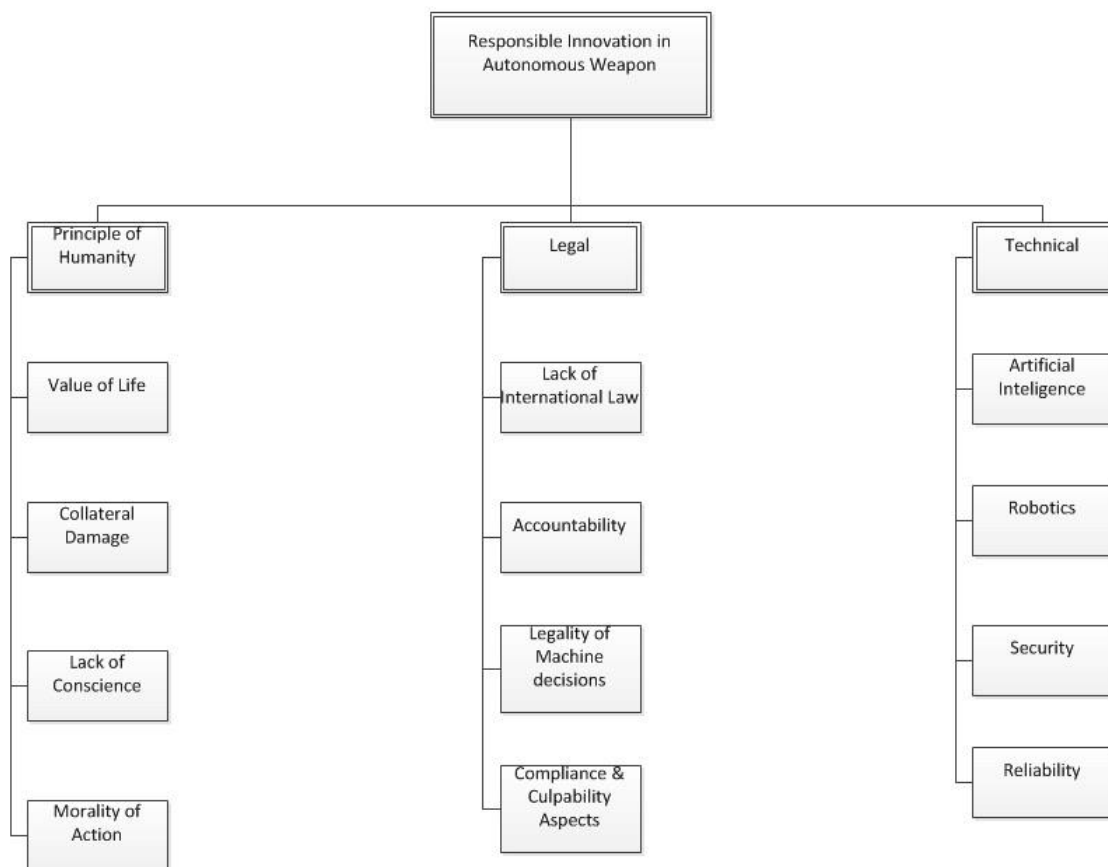 Responsible Innovation in
Autonomous Weapon
Principle of
Humanity
Legal
Technical
Value of Life
Lack of
International Law
Artificial
Inteligence
Collateral
Damage
Accountability
Robotics
Lack of
Conscience
Legality of
Machine
decisions
Security
Morality of
Action
Compliance &
Culpability
Aspects
Reliability